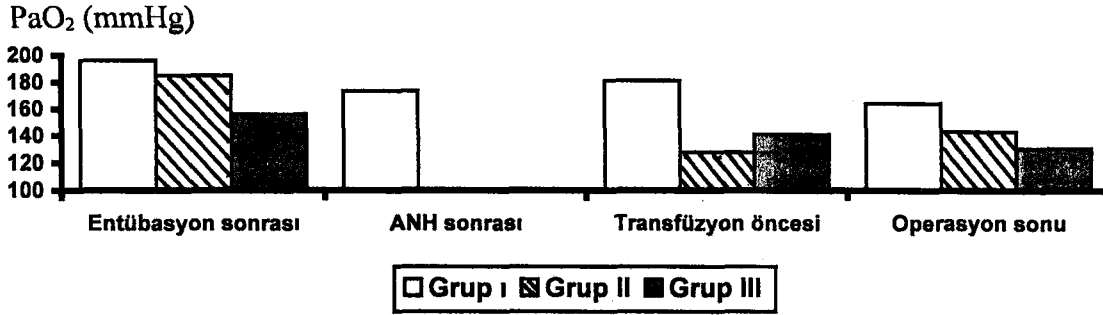 PaO₂ (mmHg)
200
180
160
140
120
100
Entübasyon sonrası ANH sonrası Transfüzyon öncesi Operasyon sonu
Grup ı Grup II Grup III